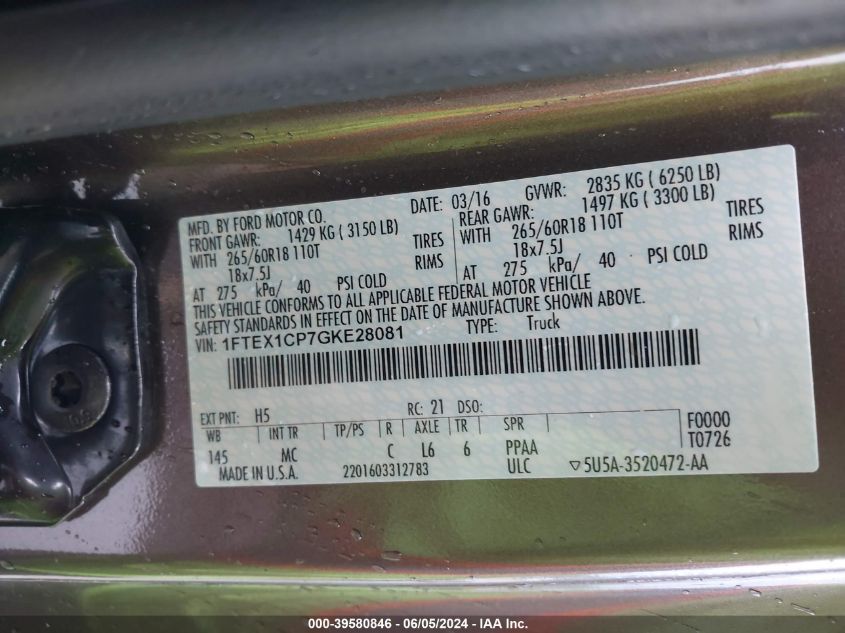 MFD. BY FORD MOTOR CO. DATE: 03/16 GVWR: 2835 KG ( 6250 LB)
FRONT GAWR: 1429 KG ( 3150 LB) REAR GAWR: 1497 KG ( 3300 LB)
WITH 265/60R18 110T TIRES WITH 265/60R18 110T TIRES
18x7.5J RIMS 18x7.5J RIMS
AT 275 kPa/ 40 PSI COLD AT 275 kPa/ 40 PSI COLD
THIS VEHICLE CONFORMS TO ALL APPLICABLE FEDERAL MOTOR VEHICLE
SAFETY STANDARDS IN EFFECT ON THE DATE OF MANUFACTURE SHOWN ABOVE.
VIN: 1FTEX1CP7GKE28081 TYPE: Truck
EXT PNT: H5 RC: 21 DSO: F0000
WB INT TR TP/PS R AXLE TR SPR T0726
145 MC C L6 6 PPAA
MADE IN U.S.A. 2201603312783 ULC ▽5U5A-3520472-AA
10.9
000-39580846 - 06/05/2024 - IAA Inc.